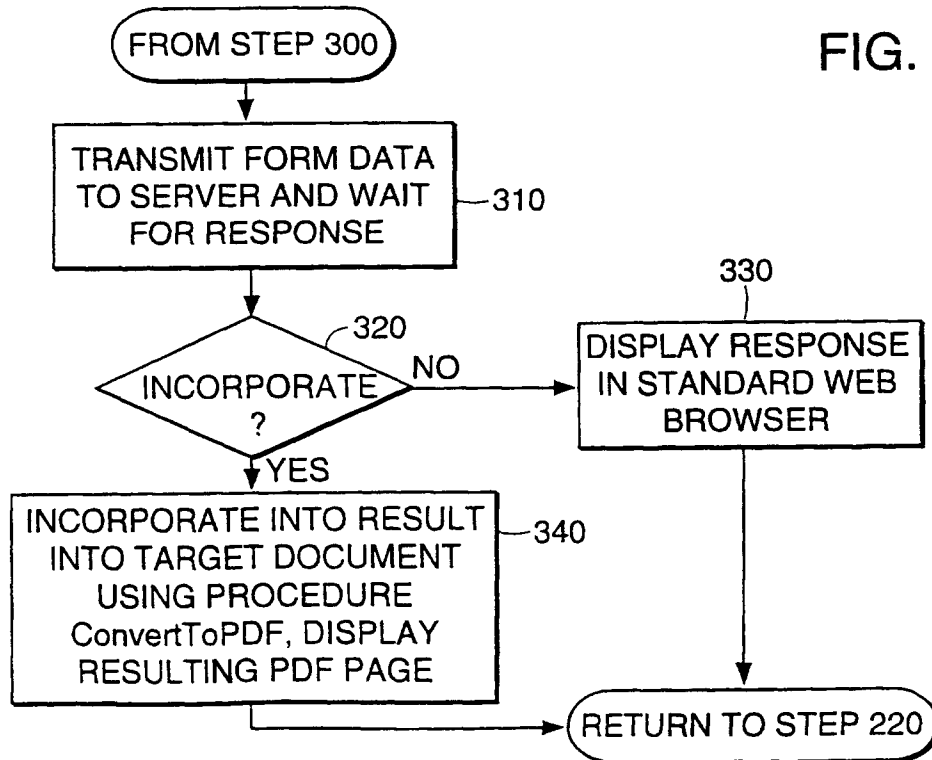 FROM STEP 300
FIG.
TRANSMIT FORM DATA
TO SERVER AND WAIT
FOR RESPONSE
310
320
INCORPORATE
?
NO
YES
330
DISPLAY RESPONSE
IN STANDARD WEB
BROWSER
INCORPORATE INTO RESULT
INTO TARGET DOCUMENT
USING PROCEDURE
ConvertToPDF, DISPLAY
RESULTING PDF PAGE
340
RETURN TO STEP 220